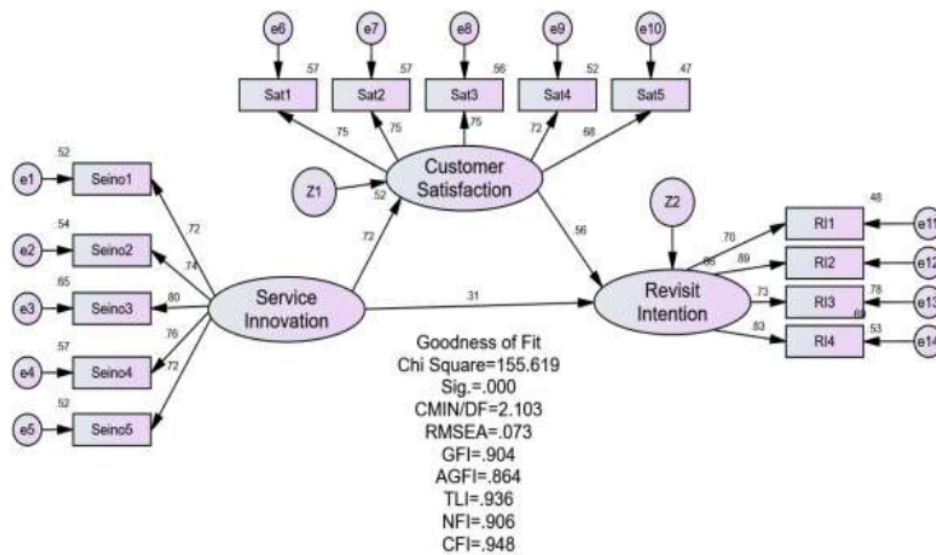 e6 e7 e8 e9 e10
.57 .57 .56 .52 .47
Sat1 Sat2 Sat3 Sat4 Sat5
.75 .75 .75 .72 .68
Customer
Satisfaction
Z1
.52
Z2
.52
e1 Seino1
.72
.54
e2 Seino2
.74
.65
e3 Seino3
.80
.57
e4 Seino4
.76
.52
e5 Seino5
.72
Service
Innovation
.72
.56
.31
Revisit
Intention
.48
.70 RI1 e11
.89 RI2 e12
.78
.73 RI3 e13
.53
.83 RI4 e14
Goodness of Fit
Chi Square=155.619
Sig.=.000
CMIN/DF=2.103
RMSEA=.073
GFI=.904
AGFI=.864
TLI=.936
NFI=.906
CFI=.948